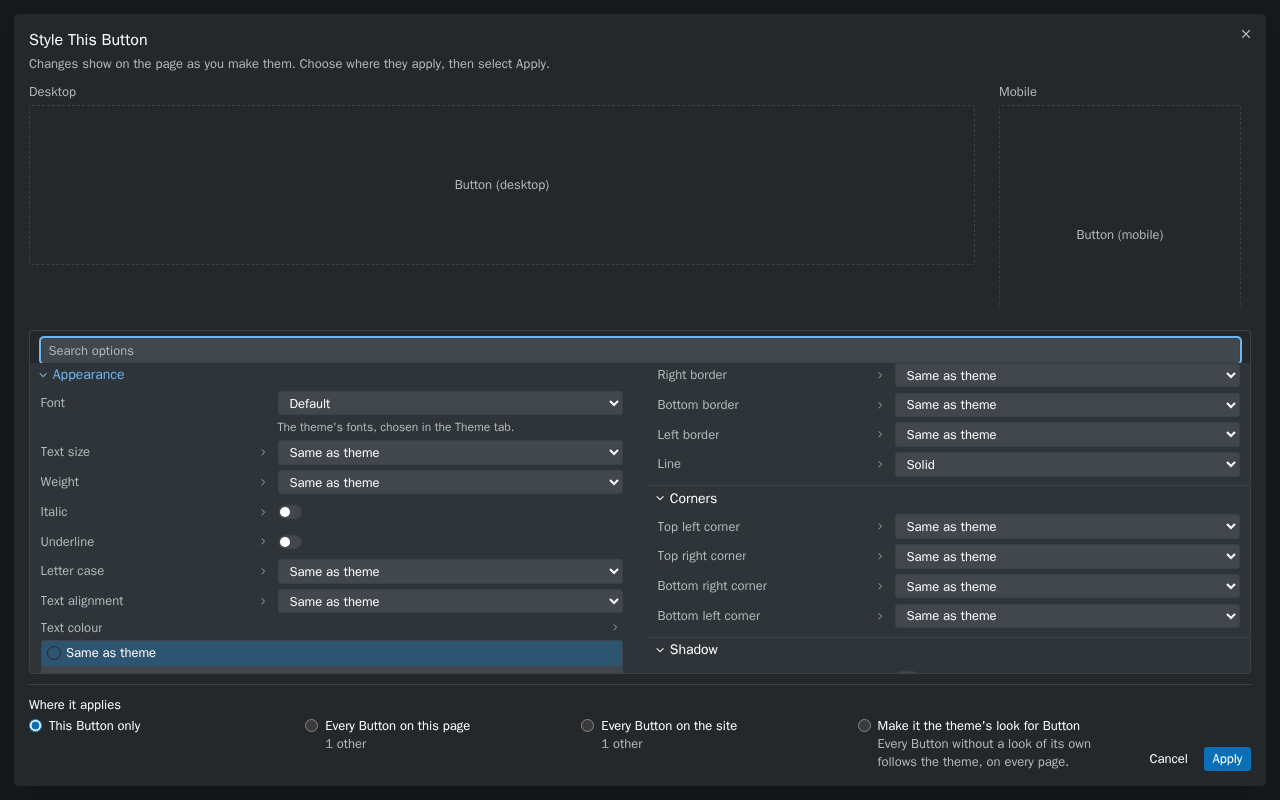 Style This Button
Changes show on the page as you make them. Choose where they apply, then select Apply.
Desktop
Mobile
Button (desktop)
Button (mobile)
Search options
Appearance
Font
Default
The theme's fonts, chosen in the Theme tab.
Text size
Same as theme
Weight
Same as theme
Italic
Underline
Letter case
Same as theme
Text alignment
Same as theme
Text colour
Same as theme
Right border
Same as theme
Bottom border
Same as theme
Left border
Same as theme
Line
Solid
Corners
Top left corner
Same as theme
Top right corner
Same as theme
Bottom right corner
Same as theme
Bottom left corner
Same as theme
Shadow
Where it applies
This Button only
Every Button on this page
1 other
Every Button on the site
1 other
Make it the theme's look for Button
Every Button without a look of its own
follows the theme, on every page.
Cancel
Apply